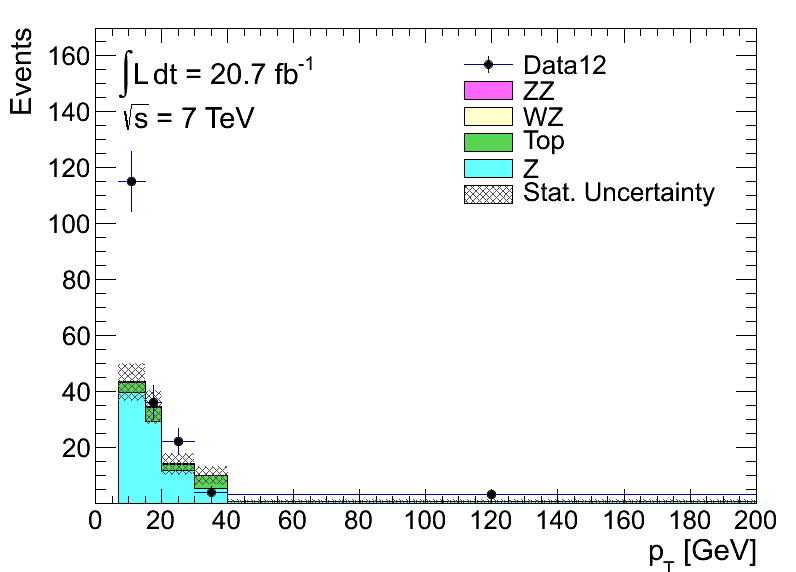 Events
160
140
120
100
80
60
40
20
∫L dt = 20.7 fb⁻¹
√s = 7 TeV
Data12
ZZ
WZ
Top
Z
Stat. Uncertainty
0 20 40 60 80 100 120 140 160 180 200
p_T [GeV]